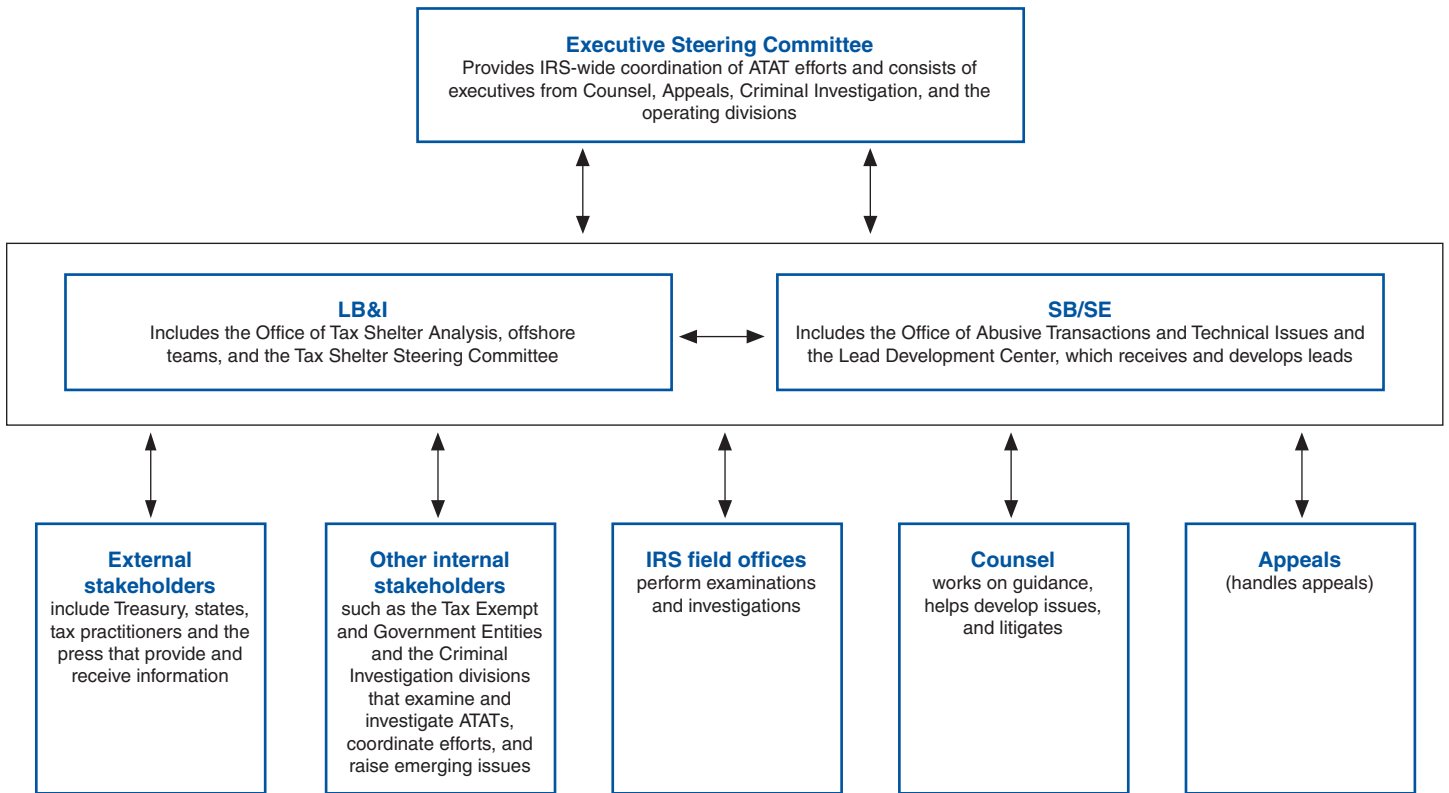 Executive Steering Committee
Provides IRS-wide coordination of ATAT efforts and consists of
executives from Counsel, Appeals, Criminal Investigation, and the
operating divisions
LB&I
Includes the Office of Tax Shelter Analysis, offshore
teams, and the Tax Shelter Steering Committee
SB/SE
Includes the Office of Abusive Transactions and Technical Issues and
the Lead Development Center, which receives and develops leads
External
stakeholders
include Treasury, states,
tax practitioners and the
press that provide and
receive information
Other internal
stakeholders
such as the Tax Exempt
and Government Entities
and the Criminal
Investigation divisions
that examine and
investigate ATATs,
coordinate efforts, and
raise emerging issues
IRS field offices
perform examinations
and investigations
Counsel
works on guidance,
helps develop issues,
and litigates
Appeals
(handles appeals)